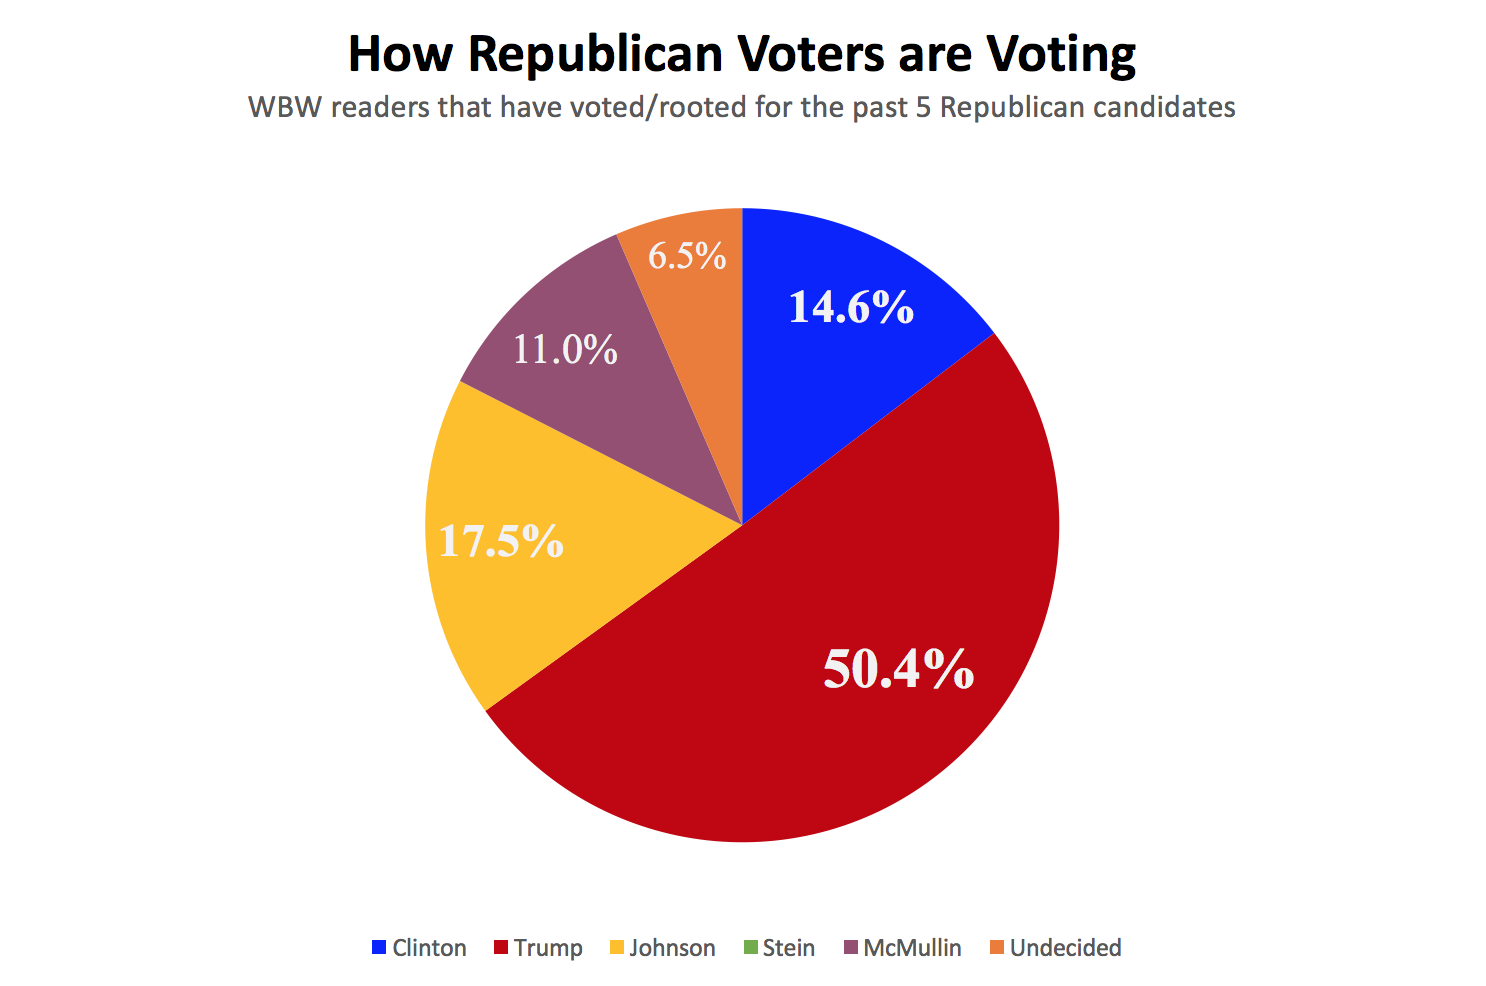 How Republican Voters are Voting
WBW readers that have voted/rooted for the past 5 Republican candidates
6.5%
14.6%
11.0%
17.5%
50.4%
Clinton Trump Johnson Stein McMullin Undecided